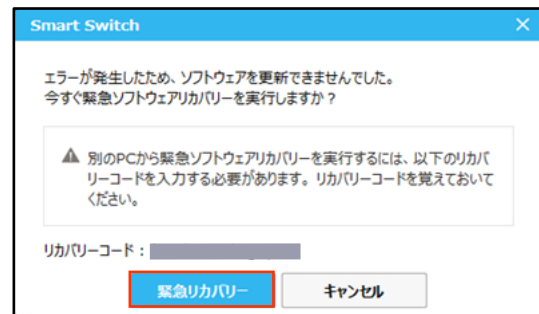 Smart Switch
エラーが発生したため、ソフトウェアを更新できませんでした。
今すぐ緊急ソフトウェアリカバリーを実行しますか？
別のPCから緊急ソフトウェアリカバリーを実行するには、以下のリカバ
リーコードを入力する必要があります。リカバリーコードを覚えておいて
ください。
リカバリーコード：
緊急リカバリー キャンセル